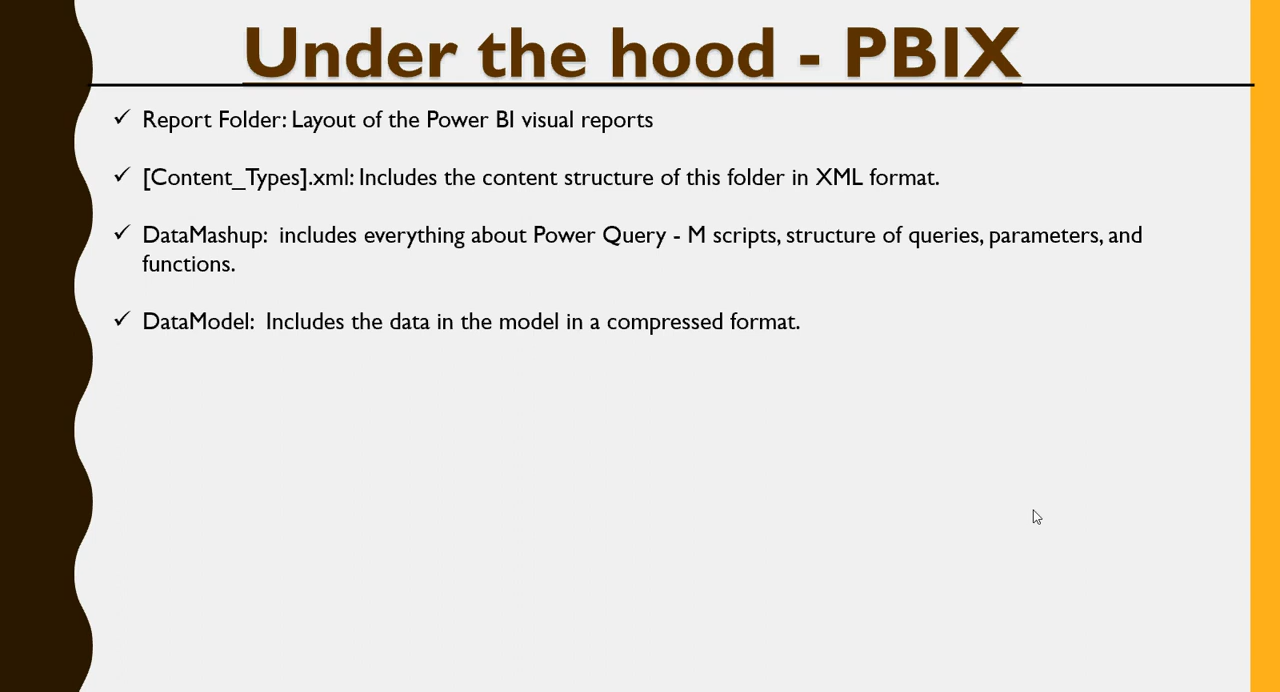 Under the hood - PBIX
✓ Report Folder: Layout of the Power BI visual reports
✓ [Content_Types].xml: Includes the content structure of this folder in XML format.
✓ DataMashup:  includes everything about Power Query - M scripts, structure of queries, parameters, and
functions.
✓ DataModel:  Includes the data in the model in a compressed format.